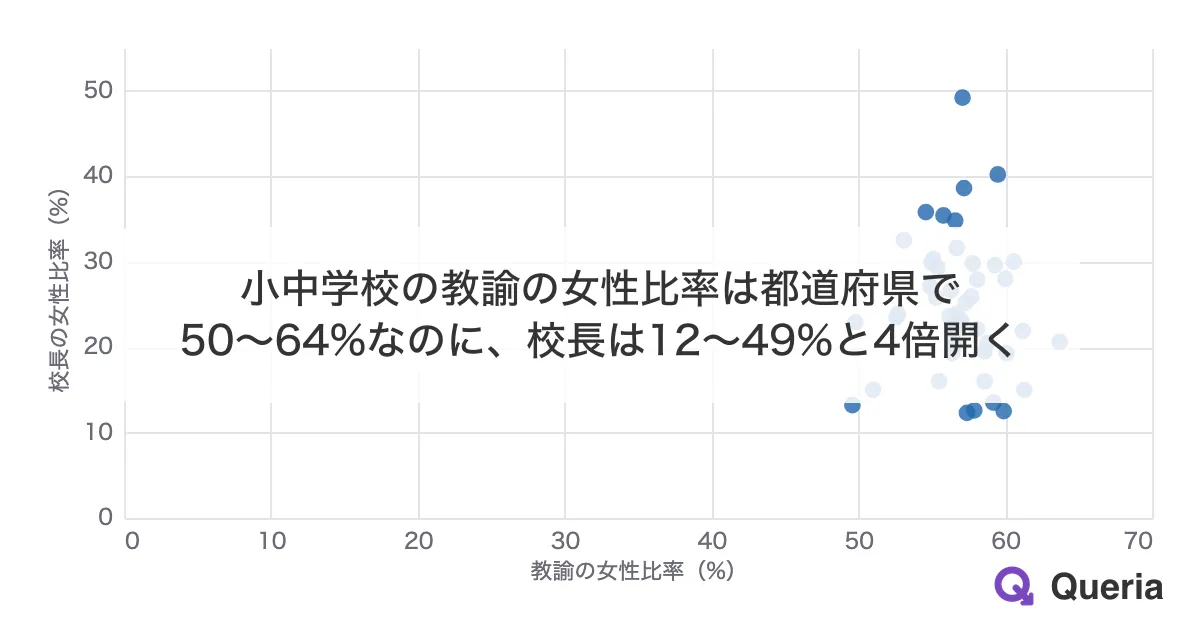 50
40
30
20
10
0
校長の女性比率（%）
小中学校の教諭の女性比率は都道府県で
50〜64%なのに、校長は12〜49%と4倍開く
0 10 20 30 40 50 60 70
教諭の女性比率（%）
Queria